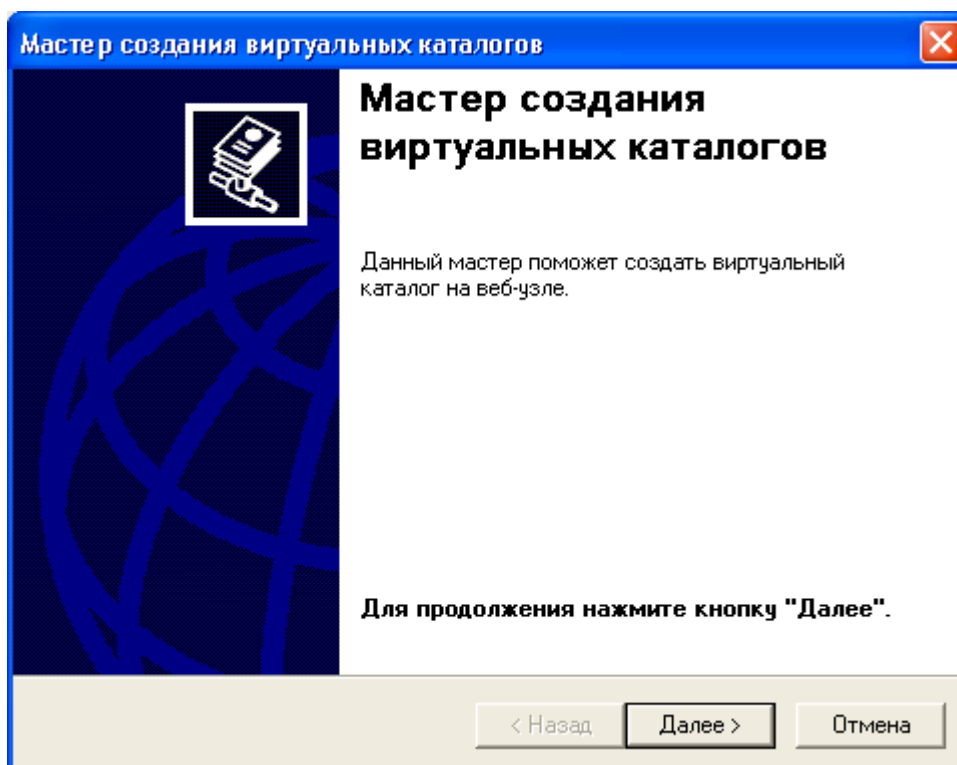 Мастер создания виртуальных каталогов
Мастер создания
виртуальных каталогов
Данный мастер поможет создать виртуальный
каталог на веб-узле.
Для продолжения нажмите кнопку "Далее".
< Назад
Далее >
Отмена